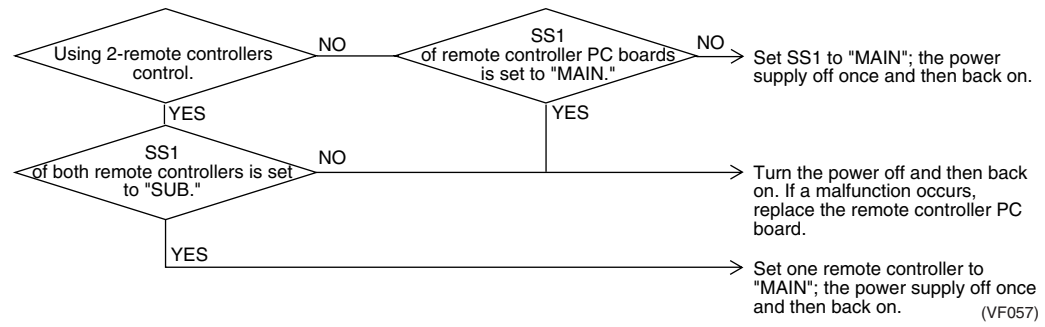 Using 2-remote controllers
control.
NO
SS1
of remote controller PC boards
is set to "MAIN."
NO
Set SS1 to "MAIN"; the power
supply off once and then back on.
YES
YES
SS1
of both remote controllers is set
to "SUB."
NO
Turn the power off and then back
on. If a malfunction occurs,
replace the remote controller PC
board.
YES
Set one remote controller to
"MAIN"; the power supply off once
and then back on.
(VF057)